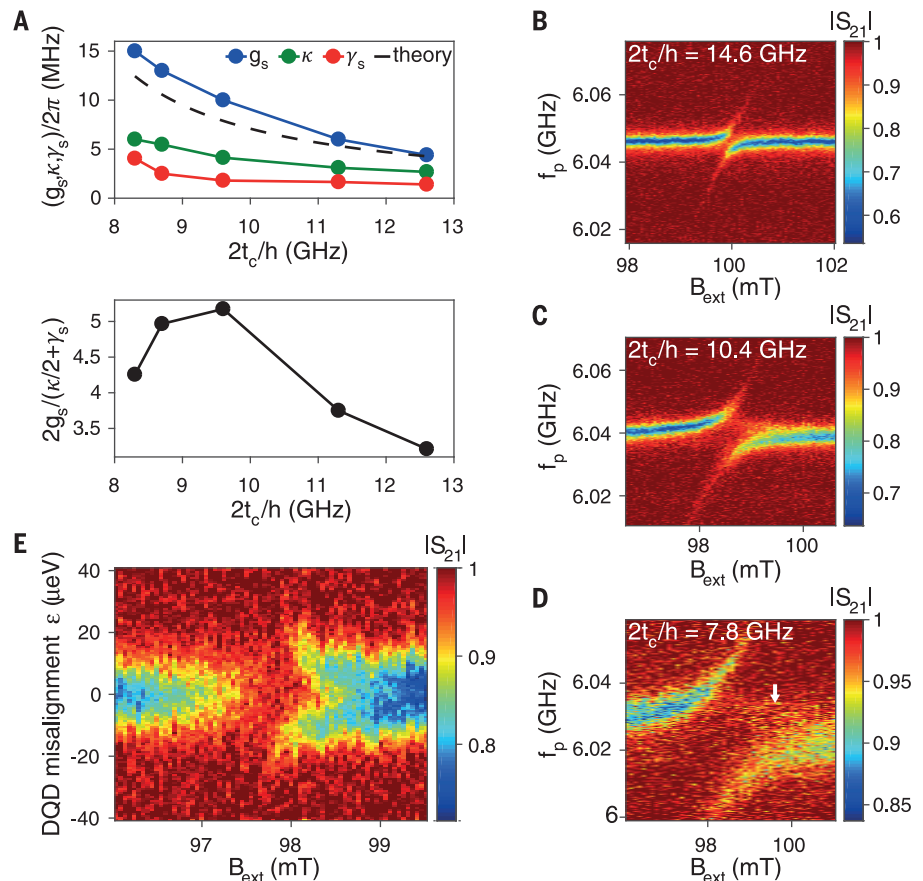 A
(g_s,κ,γ_s)/2π (MHz)
15
10
5
0
g_s κ γ_s theory
8 9 10 11 12 13
2t_c/h (GHz)
2g_s/(κ/2+γ_s)
5
4.5
4
3.5
8 9 10 11 12 13
2t_c/h (GHz)
B
|S_21|
2t_c/h = 14.6 GHz
f_p (GHz)
6.06
6.04
6.02
98 100 102
B_ext (mT)
1
0.9
0.8
0.7
0.6
C
|S_21|
2t_c/h = 10.4 GHz
f_p (GHz)
6.06
6.04
6.02
98 100
B_ext (mT)
1
0.9
0.8
0.7
D
|S_21|
2t_c/h = 7.8 GHz
f_p (GHz)
6.04
6.02
6
98 100
B_ext (mT)
1
0.95
0.9
0.85
E
|S_21|
DQD misalignment ε (µeV)
40
20
0
-20
-40
97 98 99
B_ext (mT)
1
0.9
0.8